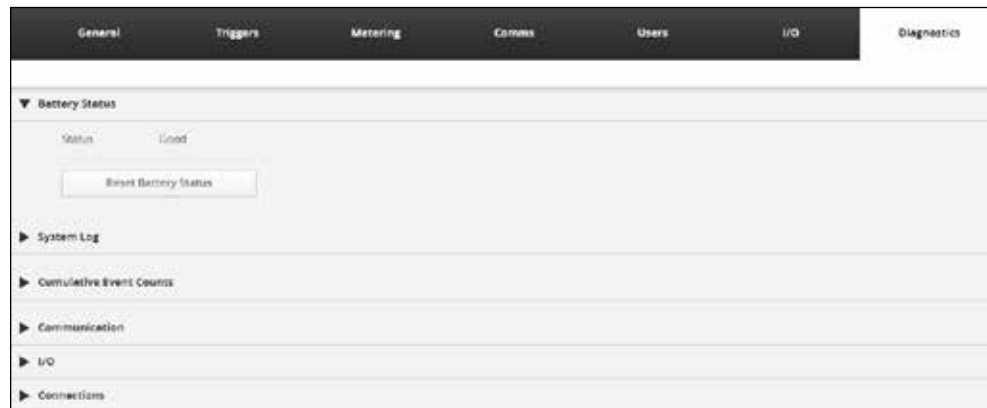 General Triggers Metering Comms Users I/O Diagnostics
Battery Status
Status Good
Reset Battery Status
System Log
Cumulative Event Counts
Communication
I/O
Connections